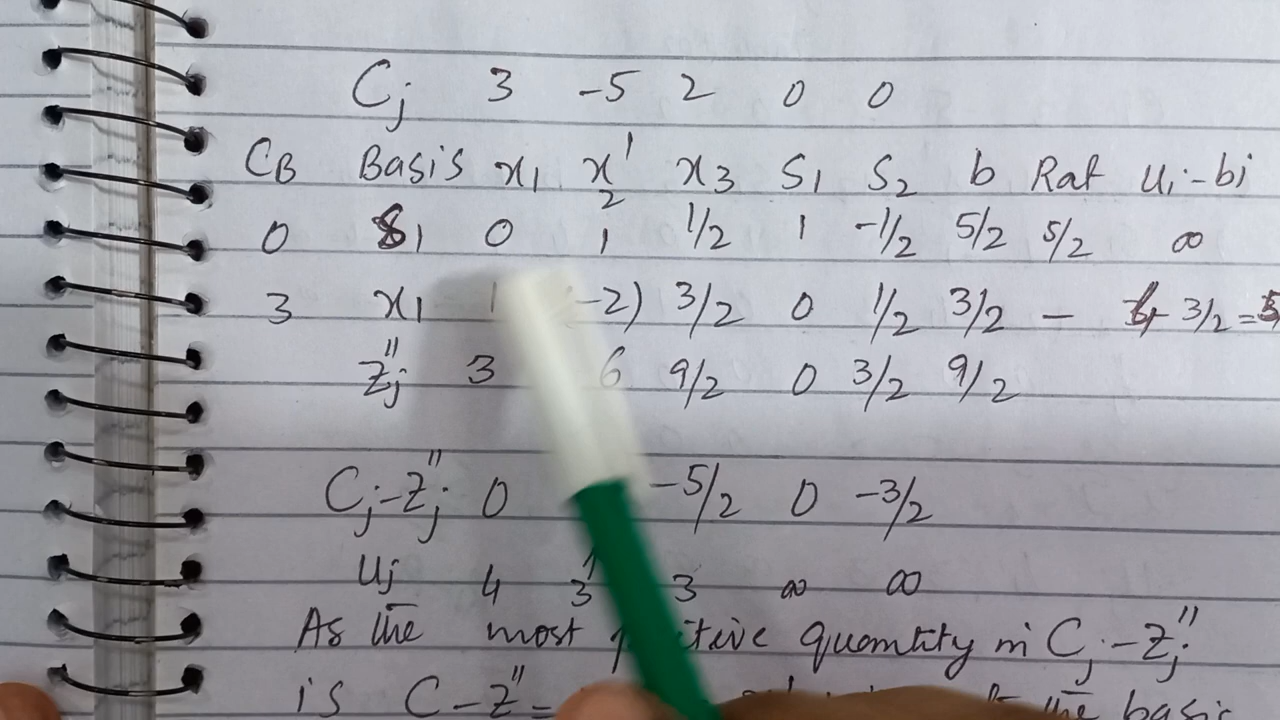 Cj 3 -5 2 0 0
CB Basis x1 x2' x3 S1 S2 b Rat ui-bi
0 S1 0 1 1/2 1 -1/2 5/2 5/2 ∞
3 x1 1 -2) 3/2 0 1/2 3/2 - 3/2 =
Zj" 3 6 9/2 0 3/2 9/2
Cj-Zj" 0 -5/2 0 -3/2
uj 4 3 3 ∞ ∞
As the most quantity in Cj-Zj"
is C-Z" = the basic